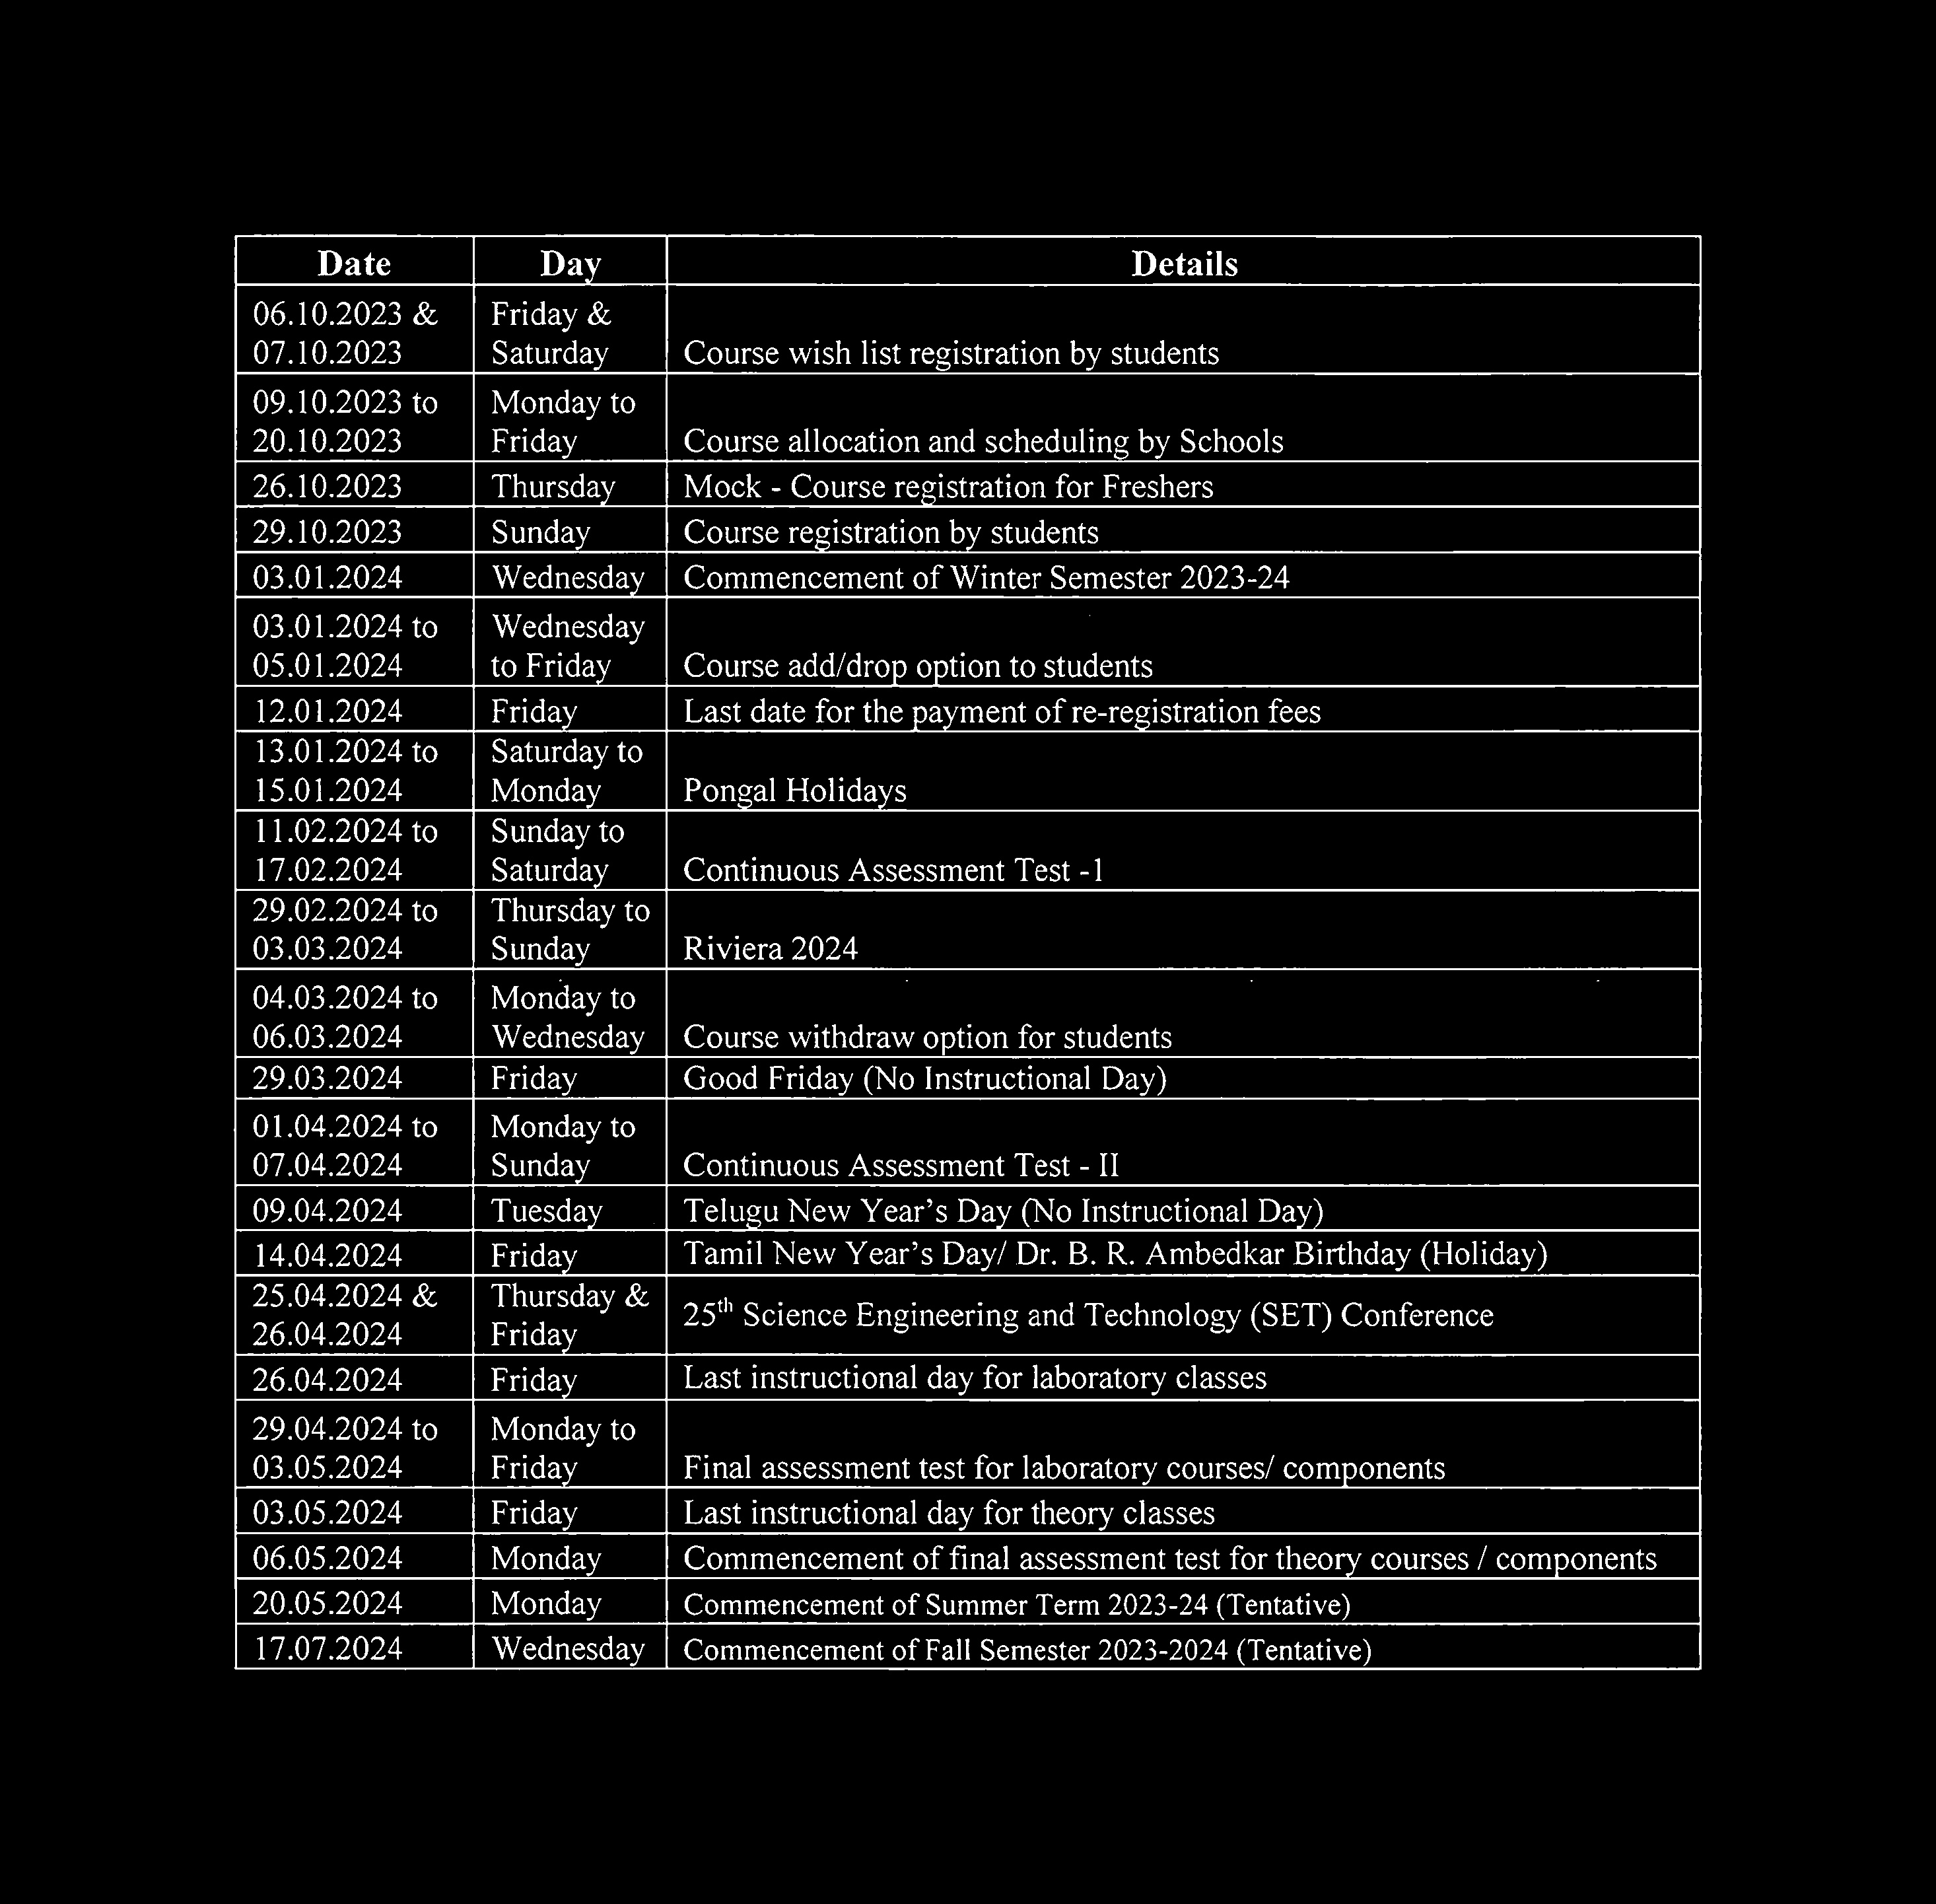 Date Day Details
06.10.2023 & Friday &
07.10.2023 Saturday Course wish list registration by students
09.10.2023 to Monday to
20.10.2023 Friday Course allocation and scheduling by Schools
26.10.2023 Thursday Mock - Course registration for Freshers
29.10.2023 Sunday Course registration by students
03.01.2024 Wednesday Commencement of Winter Semester 2023-24
03.01.2024 to Wednesday
05.01.2024 to Friday Course add/drop option to students
12.01.2024 Friday Last date for the payment of re-registration fees
13.01.2024 to Saturday to
15.01.2024 Monday Pongal Holidays
11.02.2024 to Sunday to
17.02.2024 Saturday Continuous Assessment Test -1
29.02.2024 to Thursday to
03.03.2024 Sunday Riviera 2024
04.03.2024 to Monday to
06.03.2024 Wednesday Course withdraw option for students
29.03.2024 Friday Good Friday (No Instructional Day)
01.04.2024 to Monday to
07.04.2024 Sunday Continuous Assessment Test - II
09.04.2024 Tuesday Telugu New Year's Day (No Instructional Day)
14.04.2024 Friday Tamil New Year's Day/ Dr. B. R. Ambedkar Birthday (Holiday)
25.04.2024 & Thursday &
26.04.2024 Friday 25th Science Engineering and Technology (SET) Conference
26.04.2024 Friday Last instructional day for laboratory classes
29.04.2024 to Monday to
03.05.2024 Friday Final assessment test for laboratory courses/ components
03.05.2024 Friday Last instructional day for theory classes
06.05.2024 Monday Commencement of final assessment test for theory courses / components
20.05.2024 Monday Commencement of Summer Term 2023-24 (Tentative)
17.07.2024 Wednesday Commencement of Fall Semester 2023-2024 (Tentative)